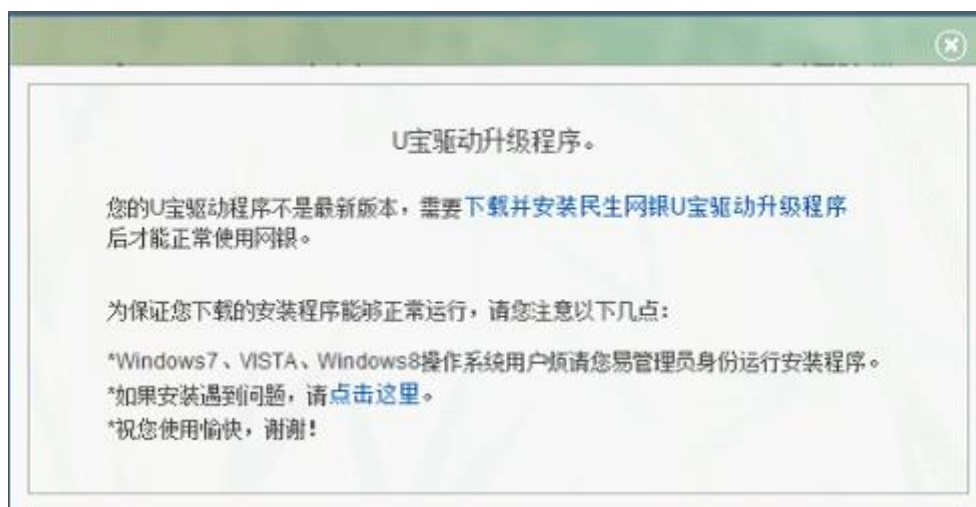 U宝驱动升级程序。
您的U宝驱动程序不是最新版本，需要下载并安装民生网银U宝驱动升级程序
后才能正常使用网银。
为保证您下载的安装程序能够正常运行，请您注意以下几点：
*Windows7、VISTA、Windows8操作系统用户烦请您易管理员身份运行安装程序。
*如果安装遇到问题，请点击这里。
*祝您使用愉快，谢谢！